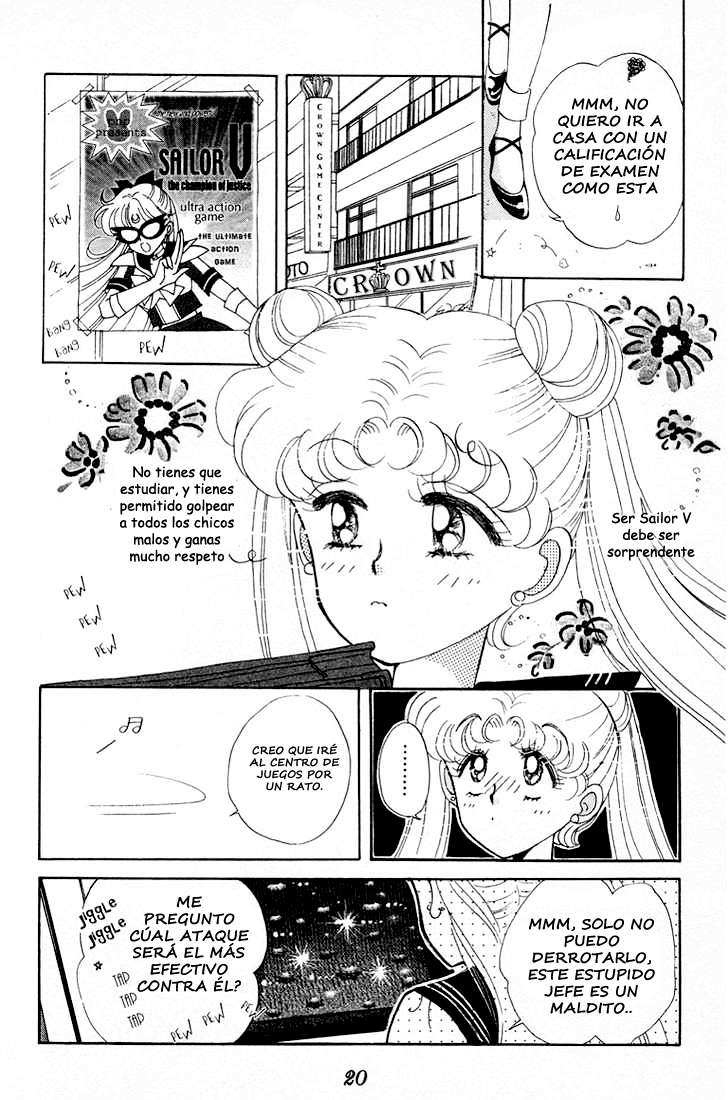 MMM, NO
QUIERO IR A
CASA CON UN
CALIFICACIÓN
DE EXAMEN
COMO ESTA
CROWN GAME CENTER
CROWN
presents
SAILOR V
the champion of justice
ultra action
game
THE ULTIMATE
ACTION
GAME
PEW
PEW
BANG
BANG
PEW
No tienes que
estudiar, y tienes
permitido golpear
a todos los chicos
malos y ganas
mucho respeto
Ser Sailor V
debe ser
sorprendente
PEW
PEW
PEW
CREO QUE IRÉ
AL CENTRO DE
JUEGOS POR
UN RATO.
.......
MMM, SOLO NO
PUEDO
DERROTARLO,
ESTE ESTUPIDO
JEFE ES UN
MALDITO..
ME
PREGUNTO
CÚAL ATAQUE
SERÁ EL MÁS
EFECTIVO
CONTRA ÉL?
JIGGLE
JIGGLE
TAP
TAP
TAP
PEW PEW PEW
20